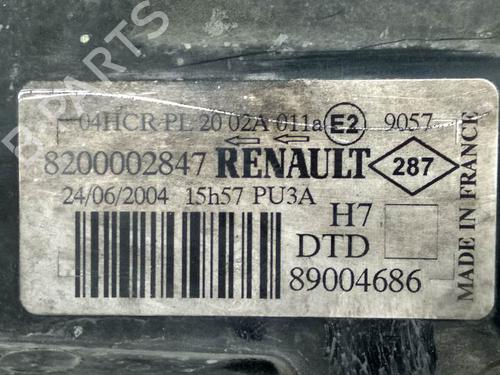 04HCR PL 20 02A 011a E2 9057
8200002847 RENAULT 287
24/06/2004 15h57 PU3A
H7
DTD
89004686
MADE IN FRANCE
B-PARTS